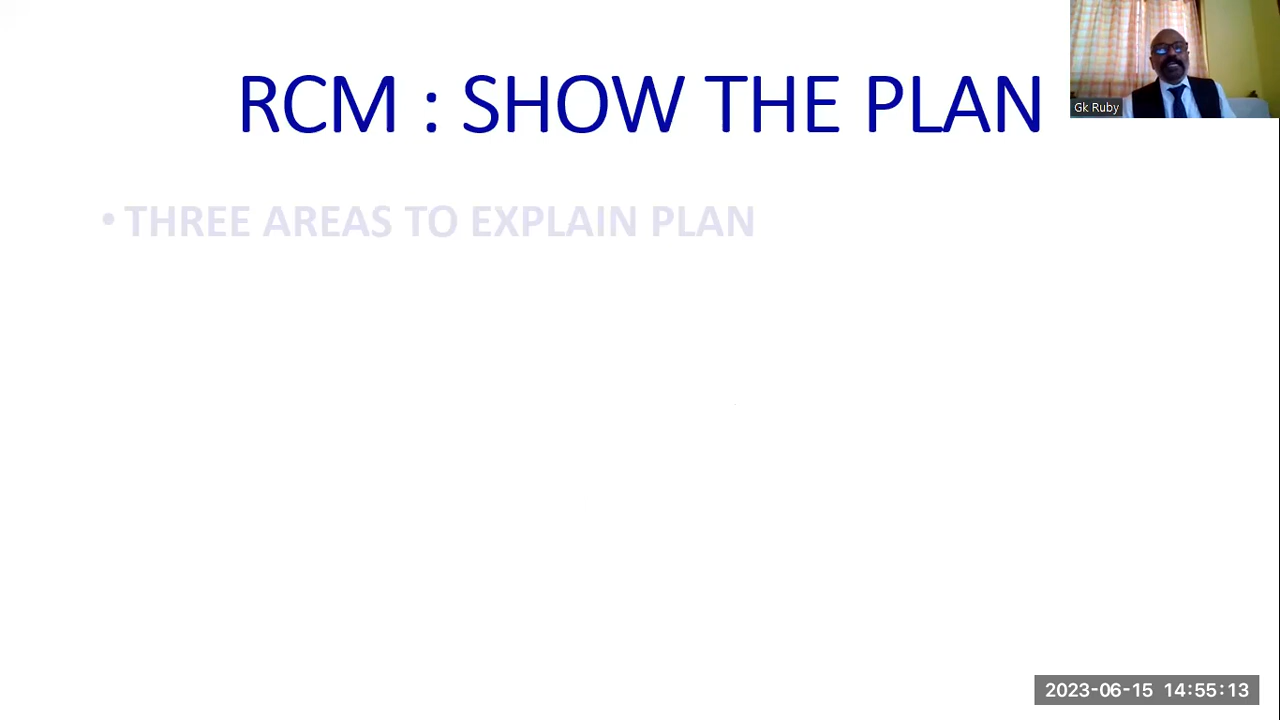 RCM : SHOW THE PLAN
Gk Ruby
• THREE AREAS TO EXPLAIN PLAN
2023-06-15 14:55:13